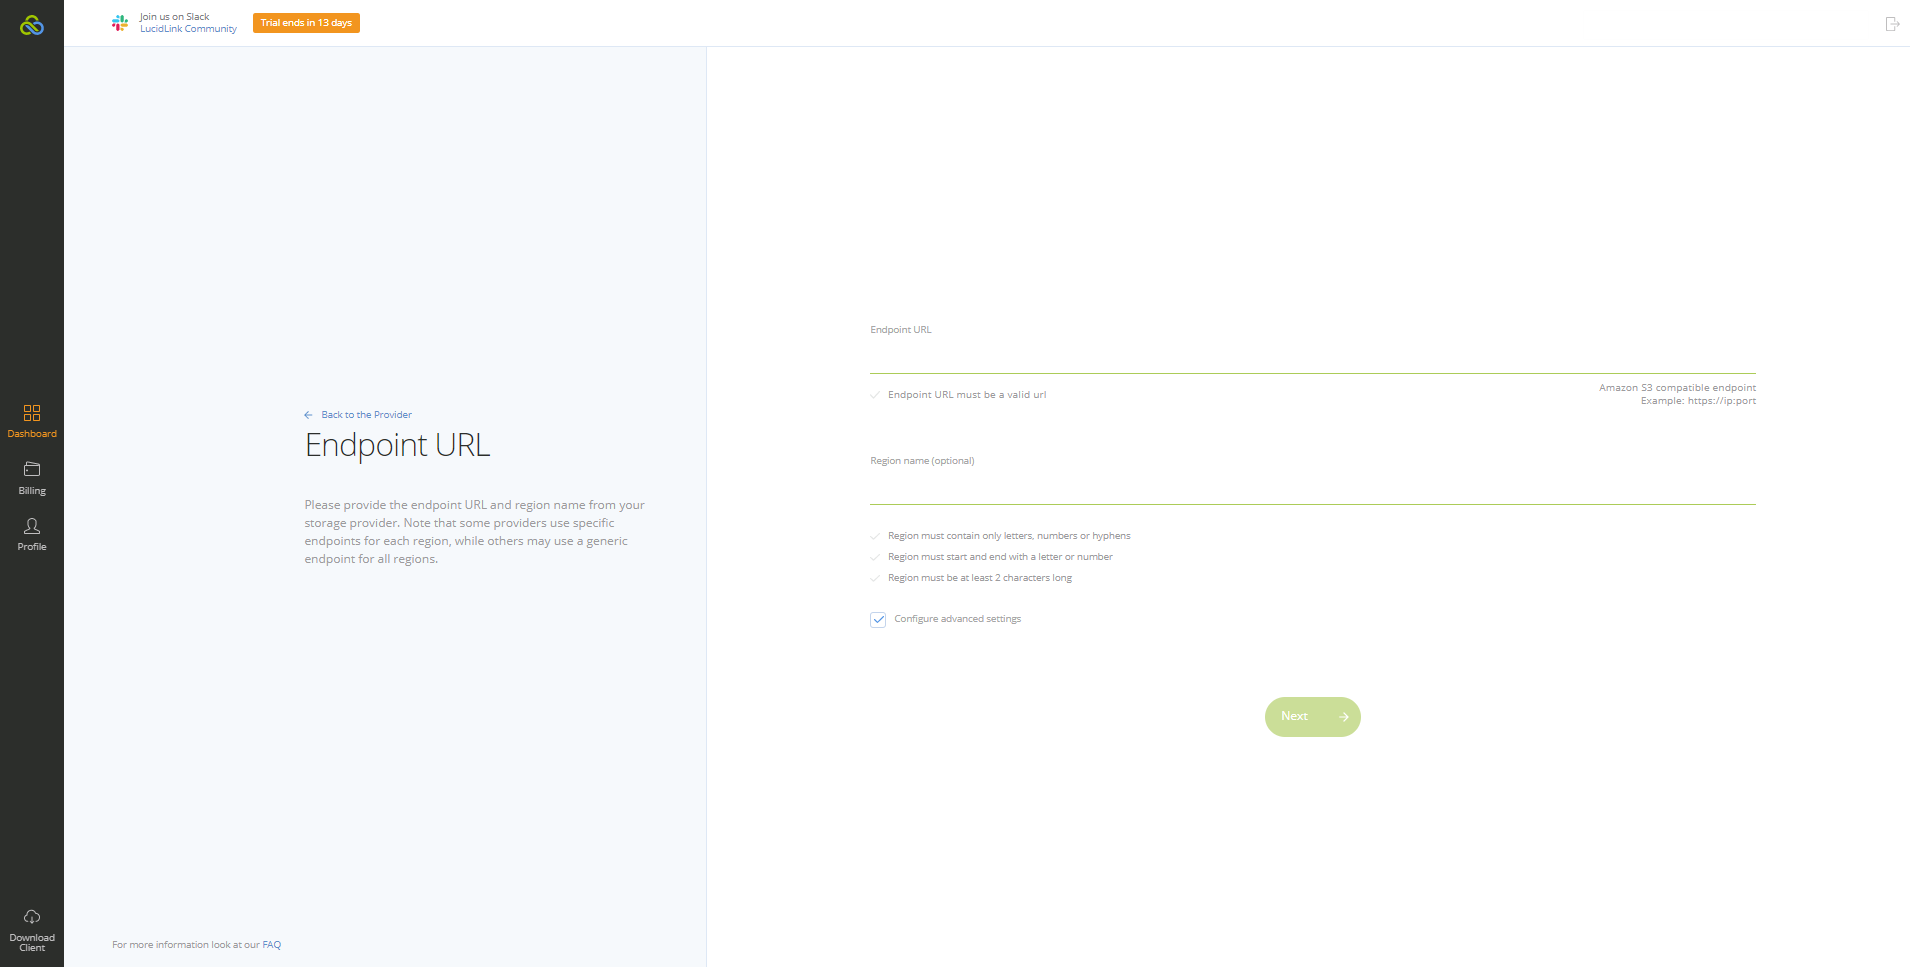 Join us on Slack
LucidLink Community
Trial ends in 13 days
Dashboard
Billing
Profile
Download
Client
Back to the Provider
Endpoint URL
Please provide the endpoint URL and region name from your
storage provider. Note that some providers use specific
endpoints for each region, while others may use a generic
endpoint for all regions.
For more information look at our FAQ
Endpoint URL
Endpoint URL must be a valid url
Amazon S3 compatible endpoint
Example: https://ip:port
Region name (optional)
Region must contain only letters, numbers or hyphens
Region must start and end with a letter or number
Region must be at least 2 characters long
Configure advanced settings
Next